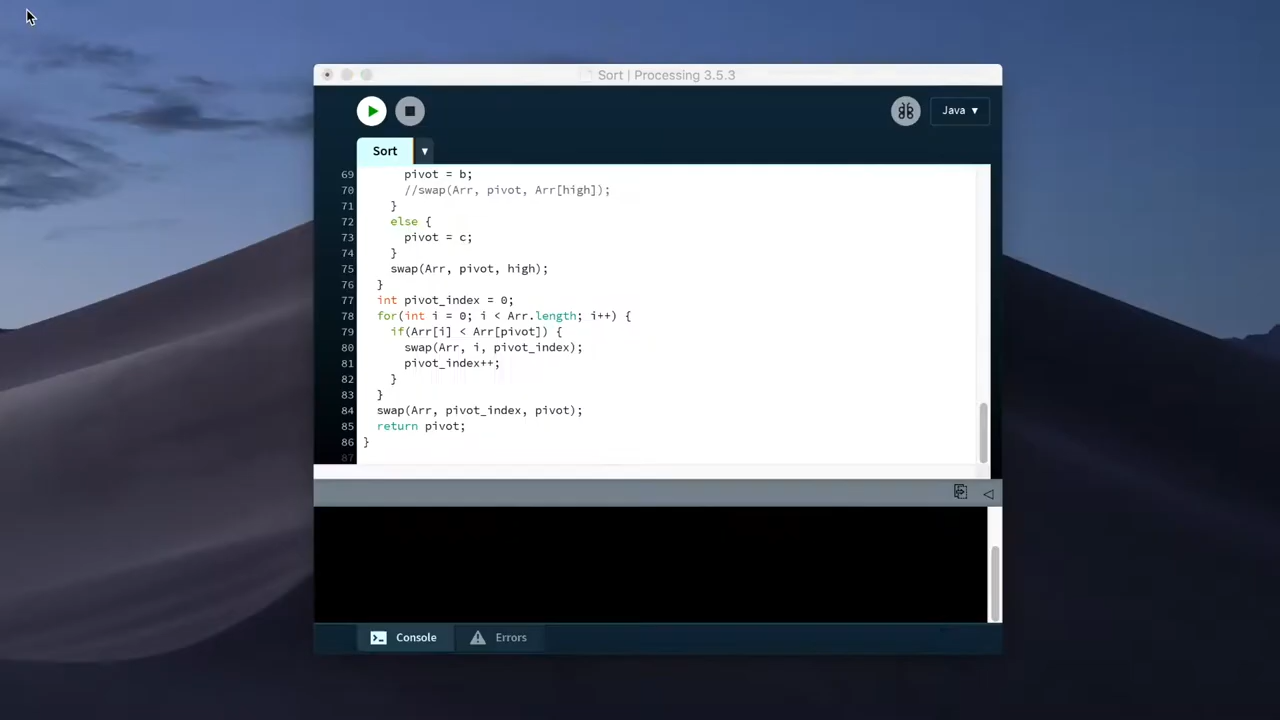 Sort | Processing 3.5.3
Java ▼
Sort ▼
69 pivot = b;
70 //swap(Arr, pivot, Arr[high]);
71 }
72 else {
73 pivot = c;
74 }
75 swap(Arr, pivot, high);
76 }
77 int pivot_index = 0;
78 for(int i = 0; i < Arr.length; i++) {
79 if(Arr[i] < Arr[pivot]) {
80 swap(Arr, i, pivot_index);
81 pivot_index++;
82 }
83 }
84 swap(Arr, pivot_index, pivot);
85 return pivot;
86 }
87
Console Errors